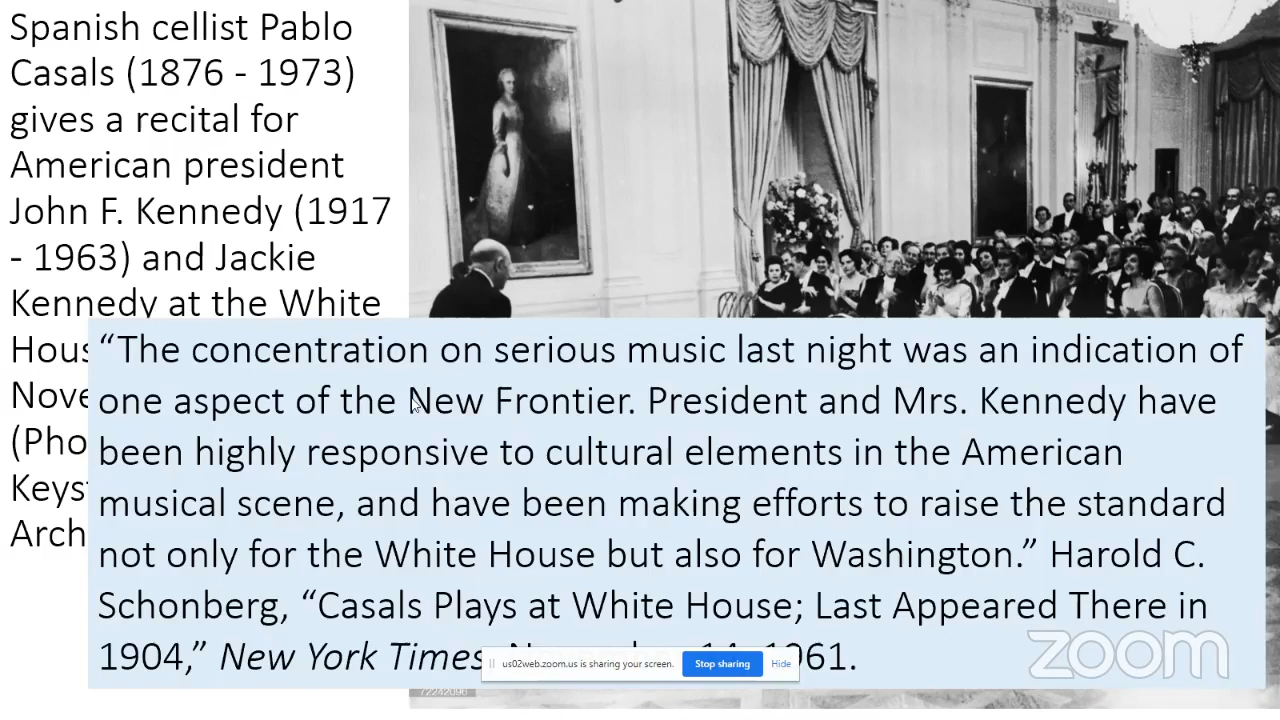 Spanish cellist Pablo
Casals (1876 - 1973)
gives a recital for
American president
John F. Kennedy (1917
- 1963) and Jackie
Kennedy at the White
“The concentration on serious music last night was an indication of
one aspect of the New Frontier. President and Mrs. Kennedy have
been highly responsive to cultural elements in the American
musical scene, and have been making efforts to raise the standard
not only for the White House but also for Washington.” Harold C.
Schonberg, “Casals Plays at White House; Last Appeared There in
1904,” New York Times
us02web.zoom.us is sharing your screen. Stop sharing Hide
zoom
72242096